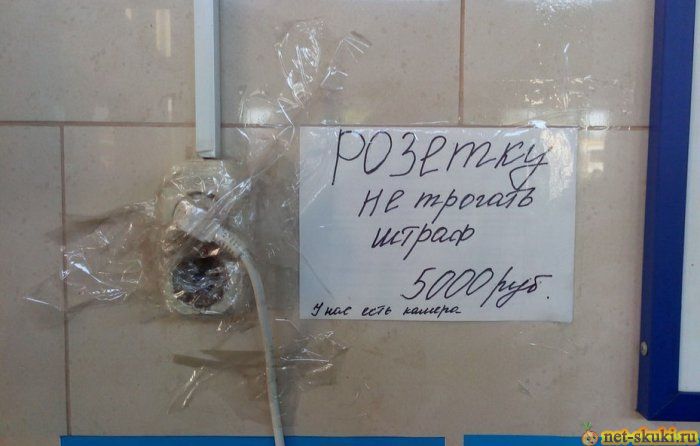 РОЗЕТКУ
не трогать
штраф
5000 руб.
У нас есть камера
net-skuki.ru